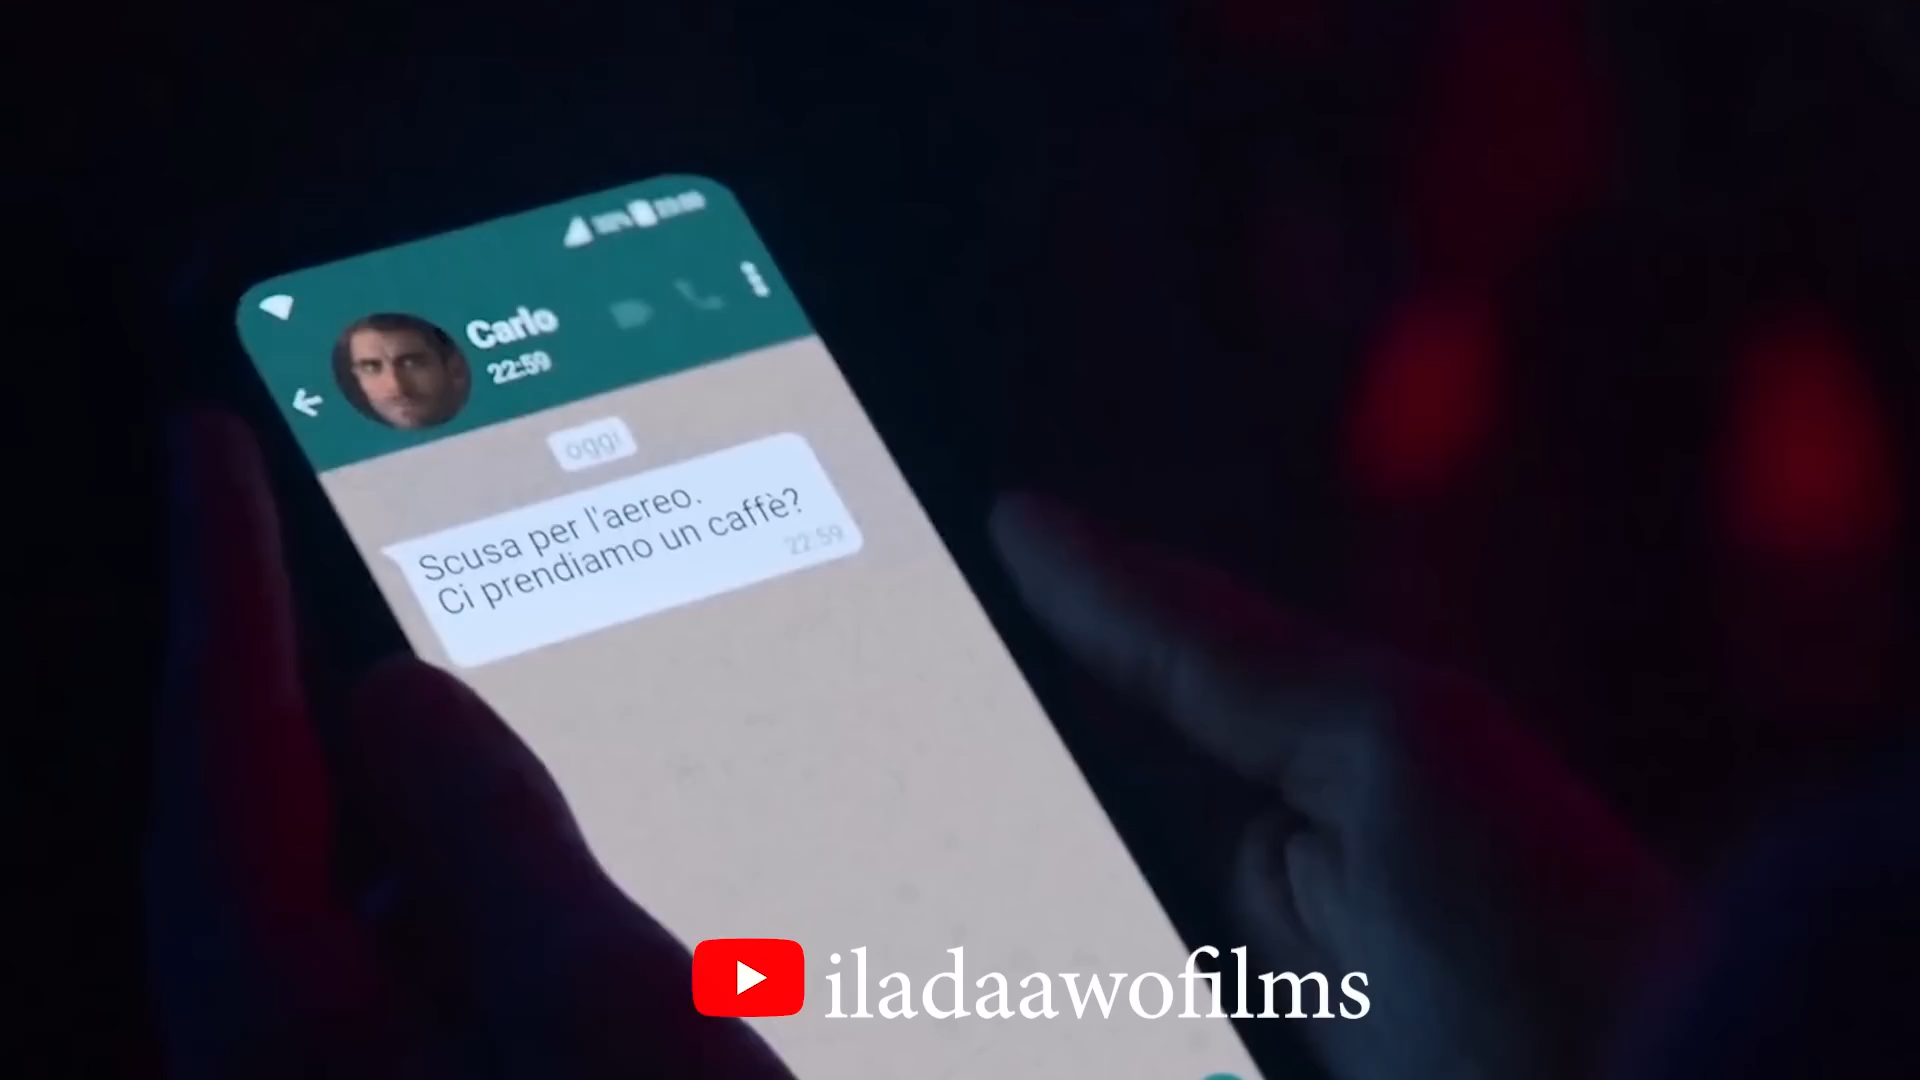 Carlo
22:59
oggi
Scusa per l'aereo.
Ci prendiamo un caffè?
22:59
iladaawofilms